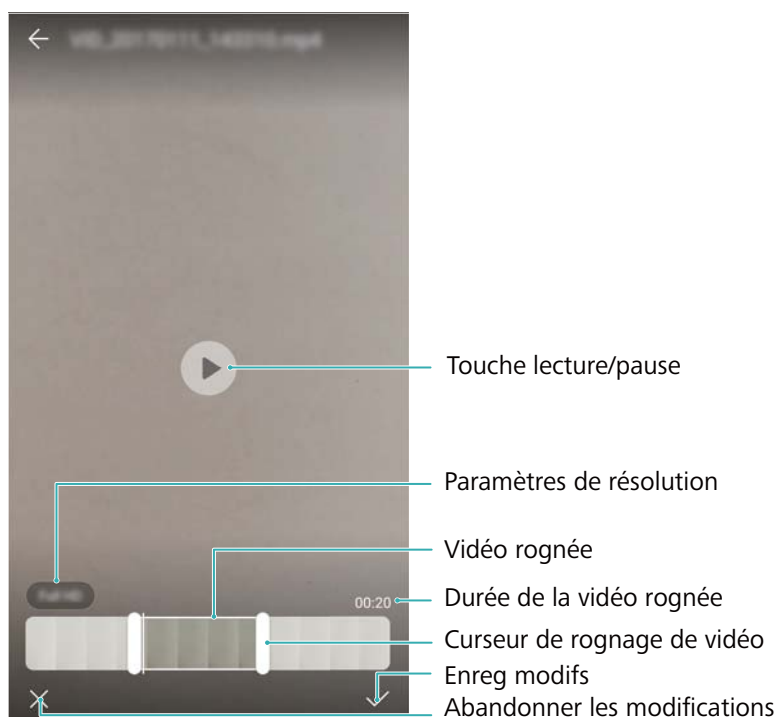 Touche lecture/pause
Paramètres de résolution
Vidéo rognée
00:20
Durée de la vidéo rognée
Curseur de rognage de vidéo
Enreg modifs
Abandonner les modifications